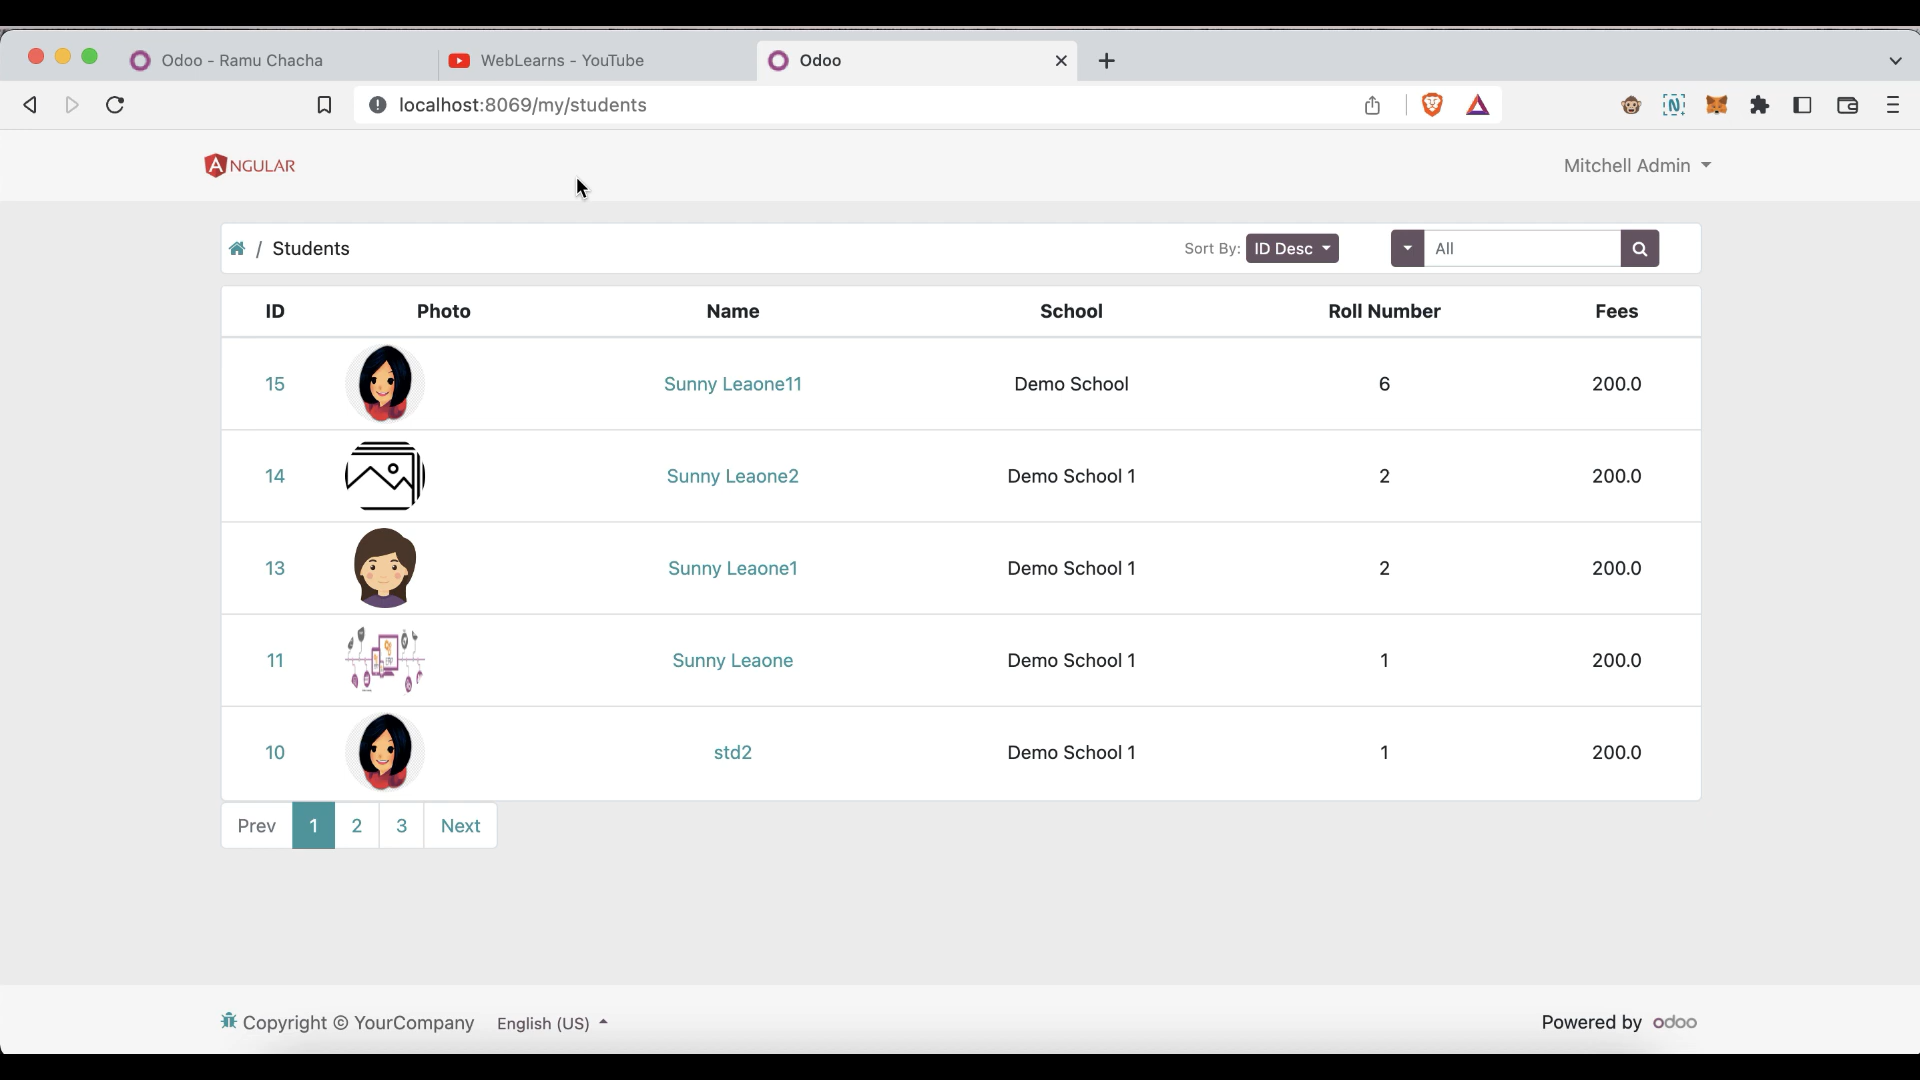 Odoo - Ramu Chacha
WebLearns - YouTube
Odoo
localhost:8069/my/students
ANGULAR
Mitchell Admin
/ Students
Sort By: ID Desc
All
ID Photo Name School Roll Number Fees
15 Sunny Leaone11 Demo School 6 200.0
14 Sunny Leaone2 Demo School 1 2 200.0
13 Sunny Leaone1 Demo School 1 2 200.0
11 Sunny Leaone Demo School 1 1 200.0
10 std2 Demo School 1 1 200.0
Prev 1 2 3 Next
Copyright © YourCompany English (US)
Powered by odoo